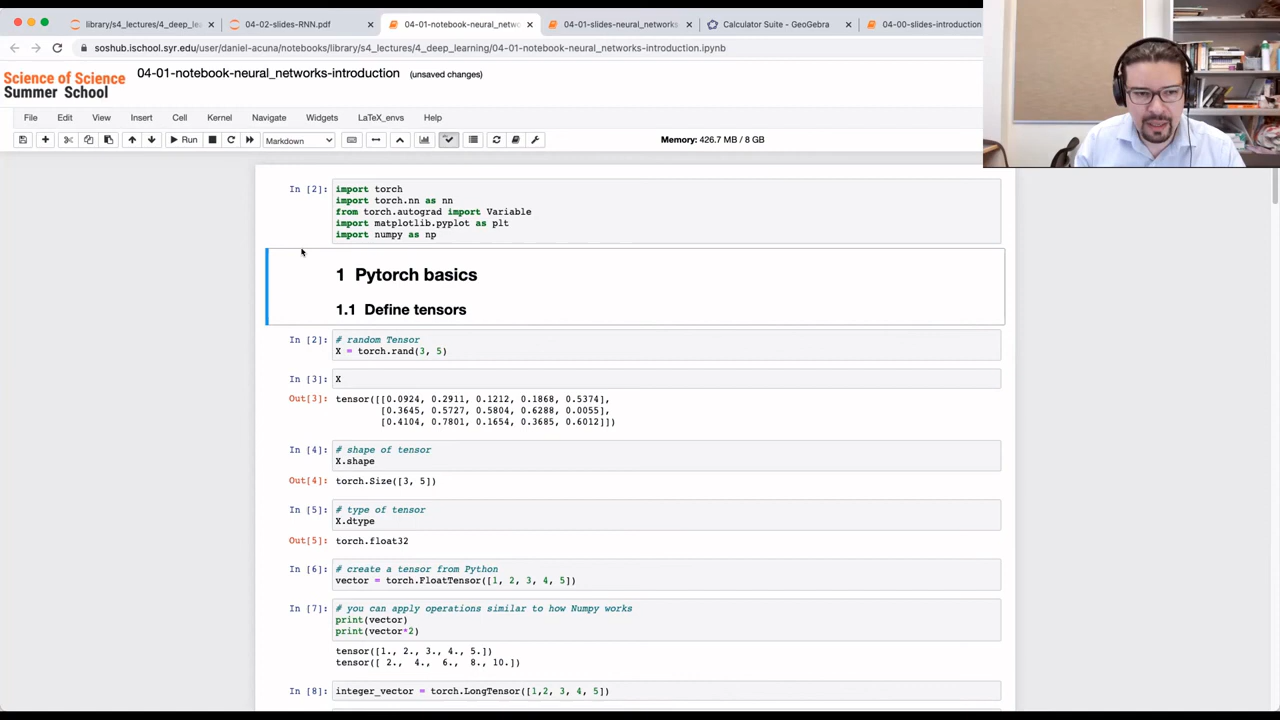 library/s4_lectures/4_deep_le
04-02-slides-RNN.pdf
04-01-notebook-neural_netwo
04-01-slides-neural_networks
Calculator Suite - GeoGebra
04-00-slides-introduction
soshub.ischool.syr.edu/user/daniel-acuna/notebooks/library/s4_lectures/4_deep_learning/04-01-notebook-neural_networks-introduction.ipynb
Science of Science
Summer School
04-01-notebook-neural_networks-introduction (unsaved changes)
File Edit View Insert Cell Kernel Navigate Widgets LaTeX_envs Help
Run Markdown Memory: 426.7 MB / 8 GB
In [2]: import torch
import torch.nn as nn
from torch.autograd import Variable
import matplotlib.pyplot as plt
import numpy as np
1 Pytorch basics
1.1 Define tensors
In [2]: # random Tensor
X = torch.rand(3, 5)
In [3]: X
Out[3]: tensor([[0.0924, 0.2911, 0.1212, 0.1868, 0.5374],
[0.3645, 0.5727, 0.5804, 0.6288, 0.0055],
[0.4104, 0.7801, 0.1654, 0.3685, 0.6012]])
In [4]: # shape of tensor
X.shape
Out[4]: torch.Size([3, 5])
In [5]: # type of tensor
X.dtype
Out[5]: torch.float32
In [6]: # create a tensor from Python
vector = torch.FloatTensor([1, 2, 3, 4, 5])
In [7]: # you can apply operations similar to how Numpy works
print(vector)
print(vector*2)
tensor([1., 2., 3., 4., 5.])
tensor([ 2., 4., 6., 8., 10.])
In [8]: integer_vector = torch.LongTensor([1,2, 3, 4, 5])